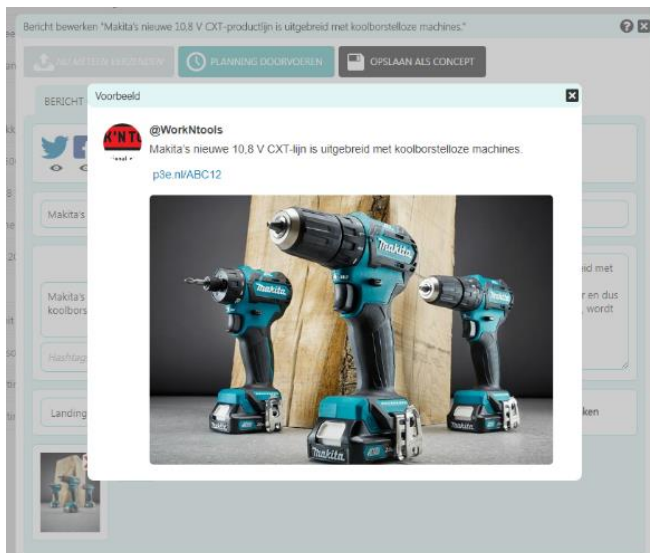 Bericht bewerken "Makita's nieuwe 10,8 V CXT-productlijn is uitgebreid met koolborstelloze machines."
PLANNING DOORVOEREN
OPSLAAN ALS CONCEPT
BERICHT
Voorbeeld
@WorkNtools
Makita's nieuwe 10,8 V CXT-lijn is uitgebreid met koolborstelloze machines.
p3e.nl/ABC12
Makita's
Makita's
koolbors
id met
r en dus
, wordt
Hashtag
Landing
ken
makita
makita
makita